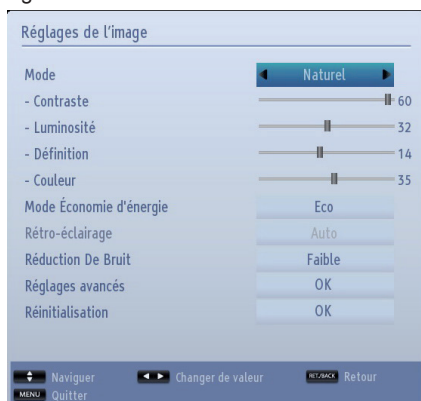 Réglages de l'image
Mode Naturel
- Contraste 60
- Luminosité 32
- Définition 14
- Couleur 35
Mode Économie d'énergie Eco
Rétro-éclairage Auto
Réduction De Bruit Faible
Réglages avancés OK
Réinitialisation OK
Naviguer Changer de valeur RET./BACK Retour
MENU Quitter